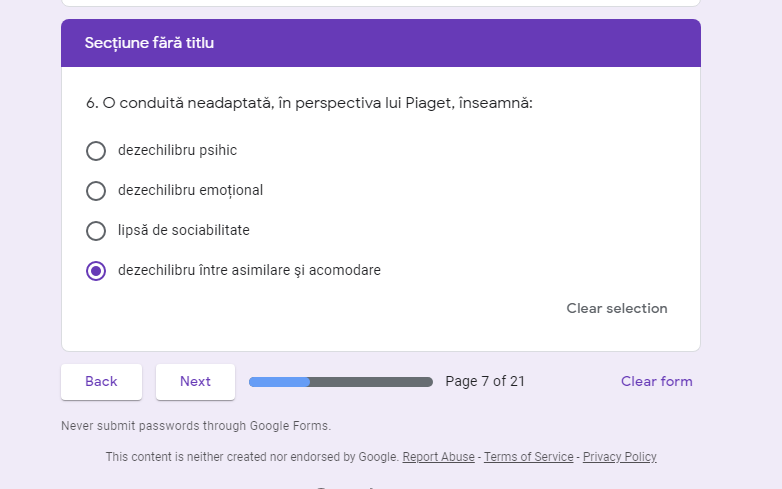 Secțiune fără titlu
6. O conduită neadaptată, în perspectiva lui Piaget, înseamnă:
dezechilibru psihic
dezechilibru emoțional
lipsă de sociabilitate
dezechilibru între asimilare şi acomodare
Clear selection
Back Next Page 7 of 21 Clear form
Never submit passwords through Google Forms.
This content is neither created nor endorsed by Google. Report Abuse - Terms of Service - Privacy Policy